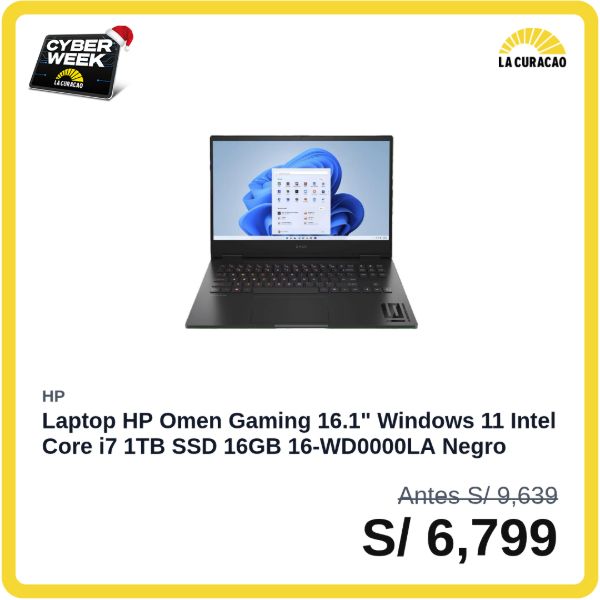 CYBER
WEEK
LA CURACAO
LA CURACAO
HP
Laptop HP Omen Gaming 16.1" Windows 11 Intel
Core i7 1TB SSD 16GB 16-WD0000LA Negro
Antes S/ 9,639
S/ 6,799